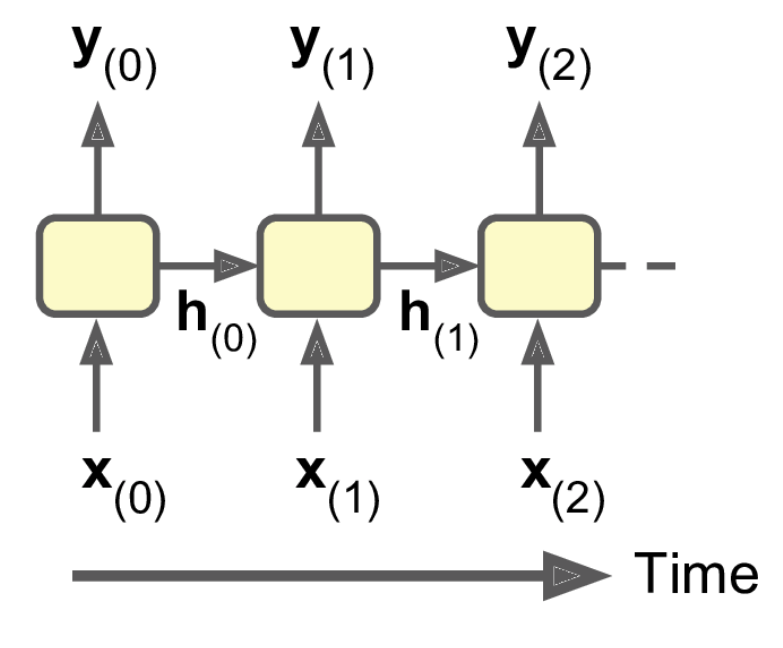 y(0) y(1) y(2)
h(0) h(1)
x(0) x(1) x(2)
Time